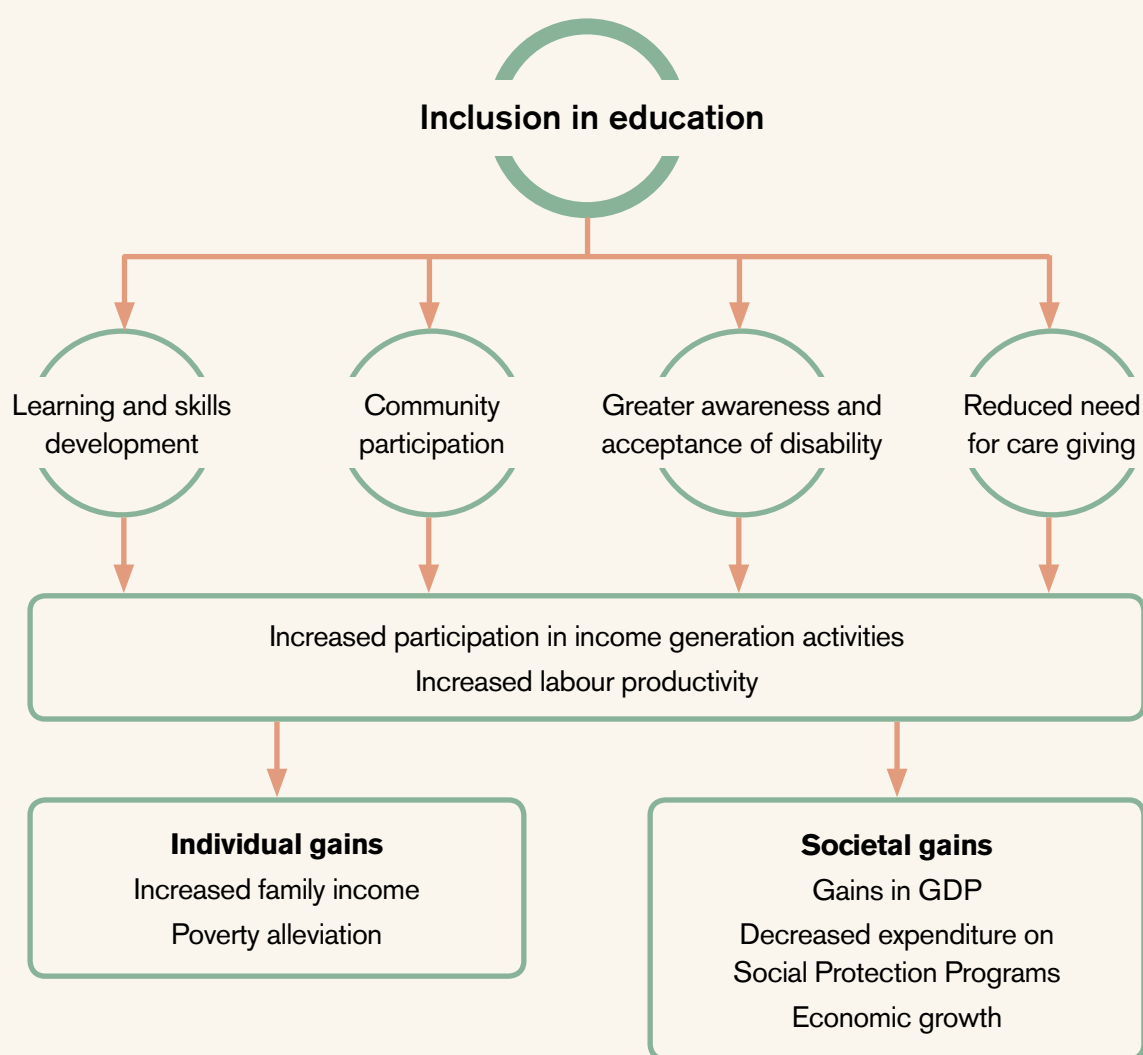 Inclusion in education
Learning and skills
development
Community
participation
Greater awareness and
acceptance of disability
Reduced need
for care giving
Increased participation in income generation activities
Increased labour productivity
Individual gains
Increased family income
Poverty alleviation
Societal gains
Gains in GDP
Decreased expenditure on
Social Protection Programs
Economic growth